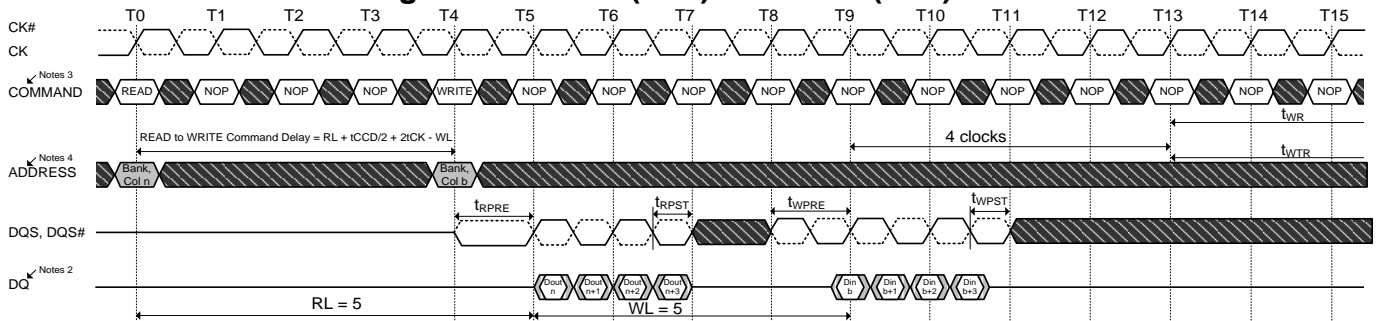 T0 T1 T2 T3 T4 T5 T6 T7 T8 T9 T10 T11 T12 T13 T14 T15
CK#
CK
Notes 3
COMMAND READ NOP NOP NOP WRITE NOP NOP NOP NOP NOP NOP NOP NOP NOP NOP NOP
tWR
READ to WRITE Command Delay = RL + tCCD/2 + 2tCK - WL
4 clocks
tWTR
Notes 4
ADDRESS Bank, Col n Bank, Col b
tRPRE tRPST tWPRE tWPST
DQS, DQS#
Notes 2
DQ Dout n Dout n+1 Dout n+2 Dout n+3 Din b Din b+1 Din b+2 Din b+3
RL = 5 WL = 5